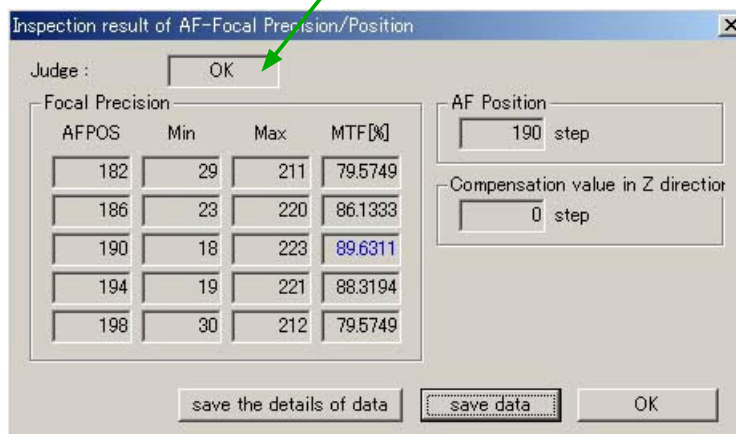 Inspection result of AF-Focal Precision/Position
Judge : OK
Focal Precision
AFPOS Min Max MTF[%]
182 29 211 79.5749
186 23 220 86.1333
190 18 223 89.6311
194 19 221 88.3194
198 30 212 79.5749
AF Position
190 step
Compensation value in Z direction
0 step
save the details of data save data OK